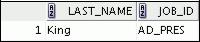 LAST_NAME JOB_ID
1 King AD_PRES